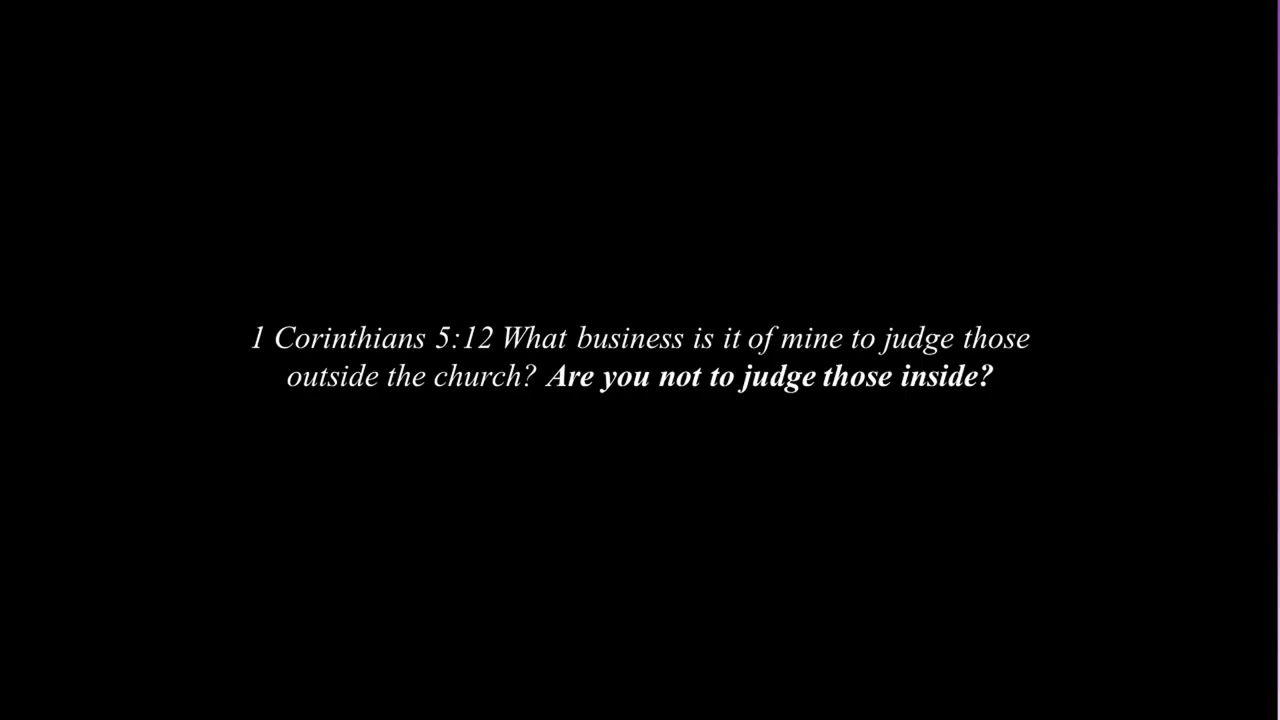 1 Corinthians 5:12 What business is it of mine to judge those
outside the church? Are you not to judge those inside?